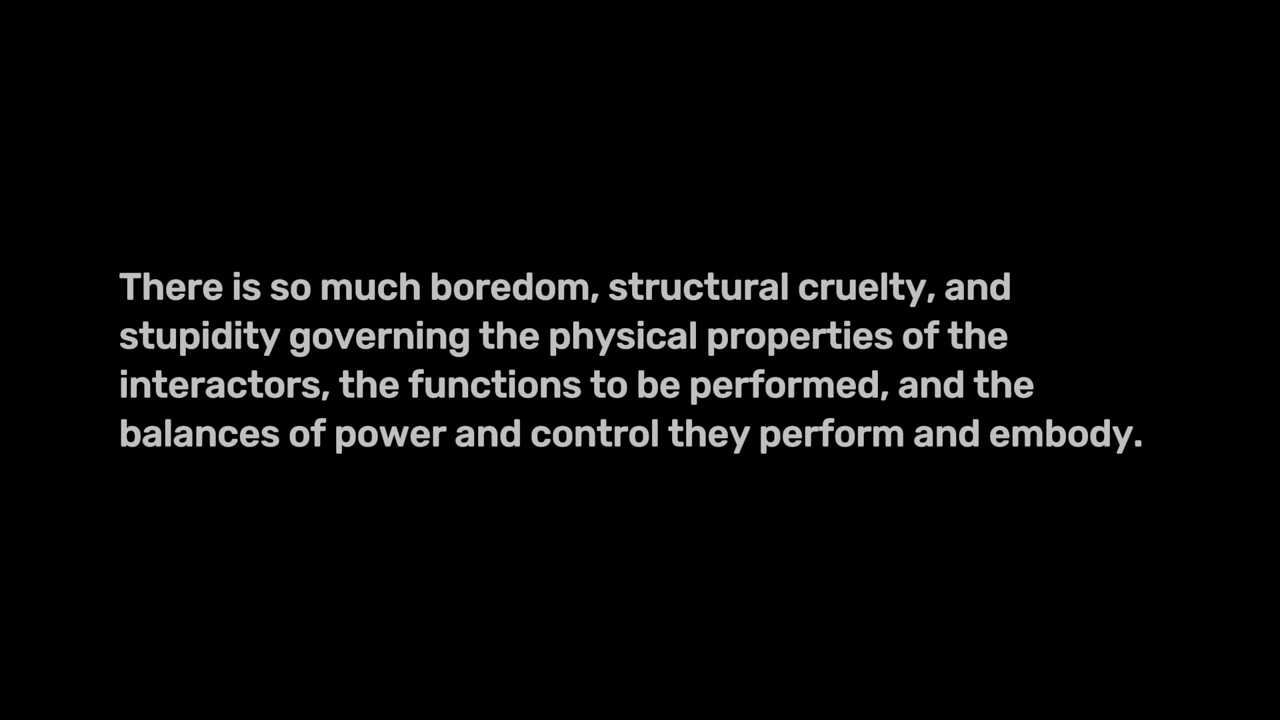 There is so much boredom, structural cruelty, and
stupidity governing the physical properties of the
interactors, the functions to be performed, and the
balances of power and control they perform and embody.